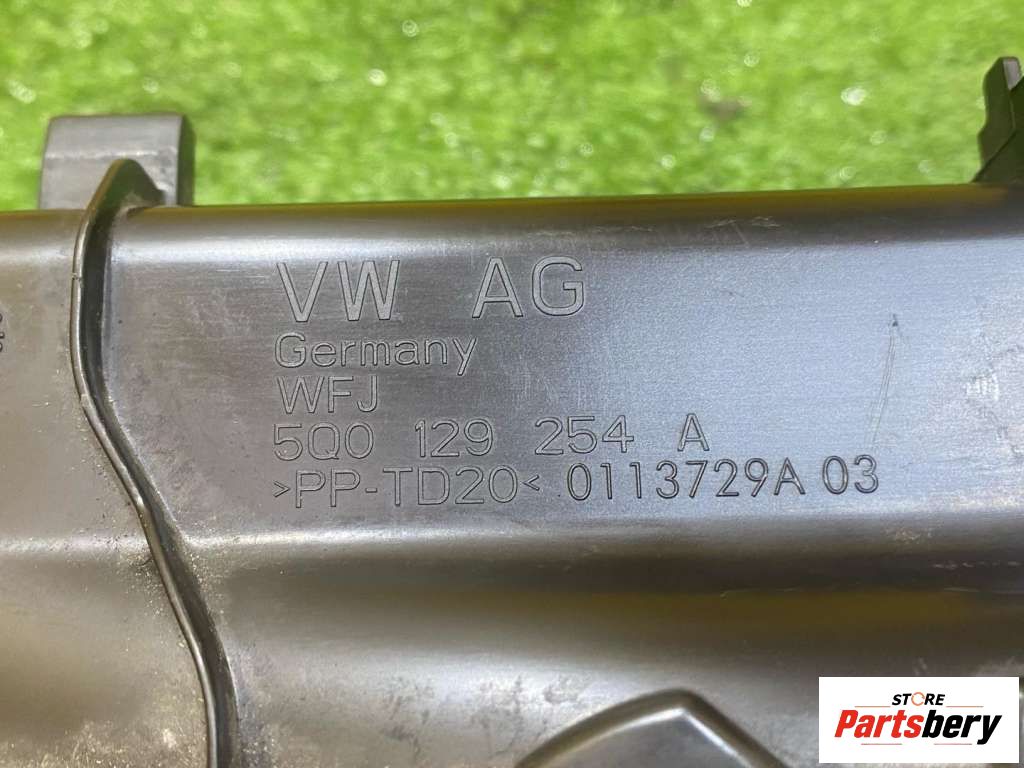 VW AG
Germany
WFJ
5Q0 129 254 A
>PP-TD20< 0113729A 03
STORE
Partsbery